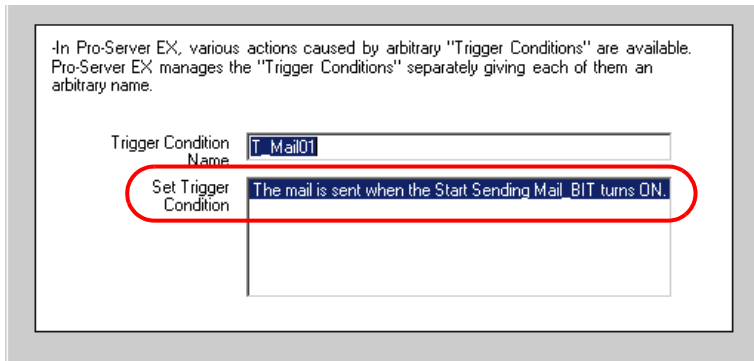 -In Pro-Server EX, various actions caused by arbitrary "Trigger Conditions" are available.
Pro-Server EX manages the "Trigger Conditions" separately giving each of them an
arbitrary name.
Trigger Condition
Name
T_Mail01
Set Trigger
Condition
The mail is sent when the Start Sending Mail_BIT turns ON.